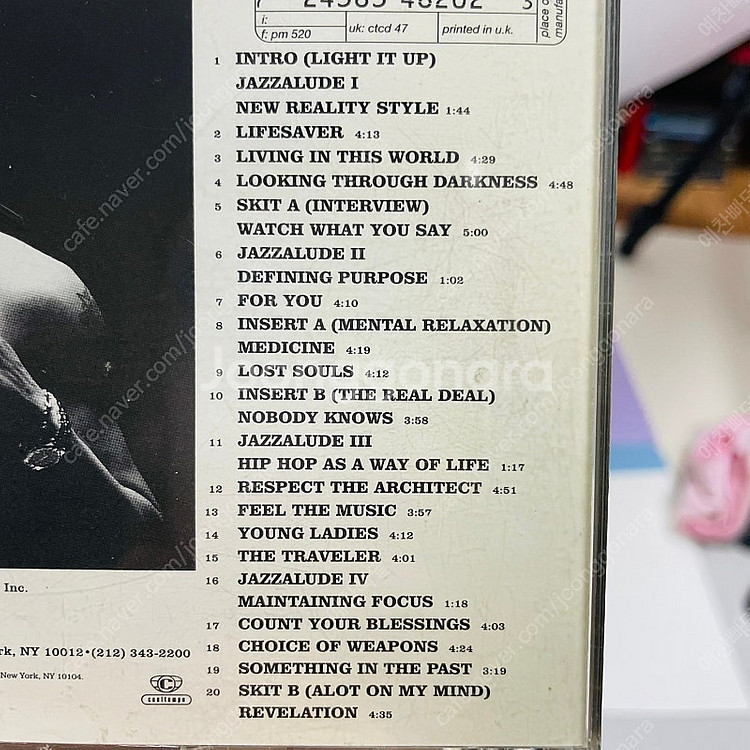 7 24383 48202 3
i:
f: pm 520
uk: ctcd 47
printed in u.k.
place o
manufa
1 INTRO (LIGHT IT UP)
JAZZALUDE I
NEW REALITY STYLE 1:44
2 LIFESAVER 4:13
3 LIVING IN THIS WORLD 4:29
4 LOOKING THROUGH DARKNESS 4:48
5 SKIT A (INTERVIEW)
WATCH WHAT YOU SAY 5:00
6 JAZZALUDE II
DEFINING PURPOSE 1:02
7 FOR YOU 4:10
8 INSERT A (MENTAL RELAXATION)
MEDICINE 4:19
9 LOST SOULS 4:12
10 INSERT B (THE REAL DEAL)
NOBODY KNOWS 3:58
11 JAZZALUDE III
HIP HOP AS A WAY OF LIFE 1:17
12 RESPECT THE ARCHITECT 4:51
13 FEEL THE MUSIC 3:57
14 YOUNG LADIES 4:12
15 THE TRAVELER 4:01
16 JAZZALUDE IV
MAINTAINING FOCUS 1:18
17 COUNT YOUR BLESSINGS 4:03
18 CHOICE OF WEAPONS 4:24
19 SOMETHING IN THE PAST 3:19
20 SKIT B (ALOT ON MY MIND)
REVELATION 4:35
Inc.
rk, NY 10012•(212) 343-2200
New York, NY 10104.
cooltempo
Joonggonara
cafe.naver.com/joonggonara